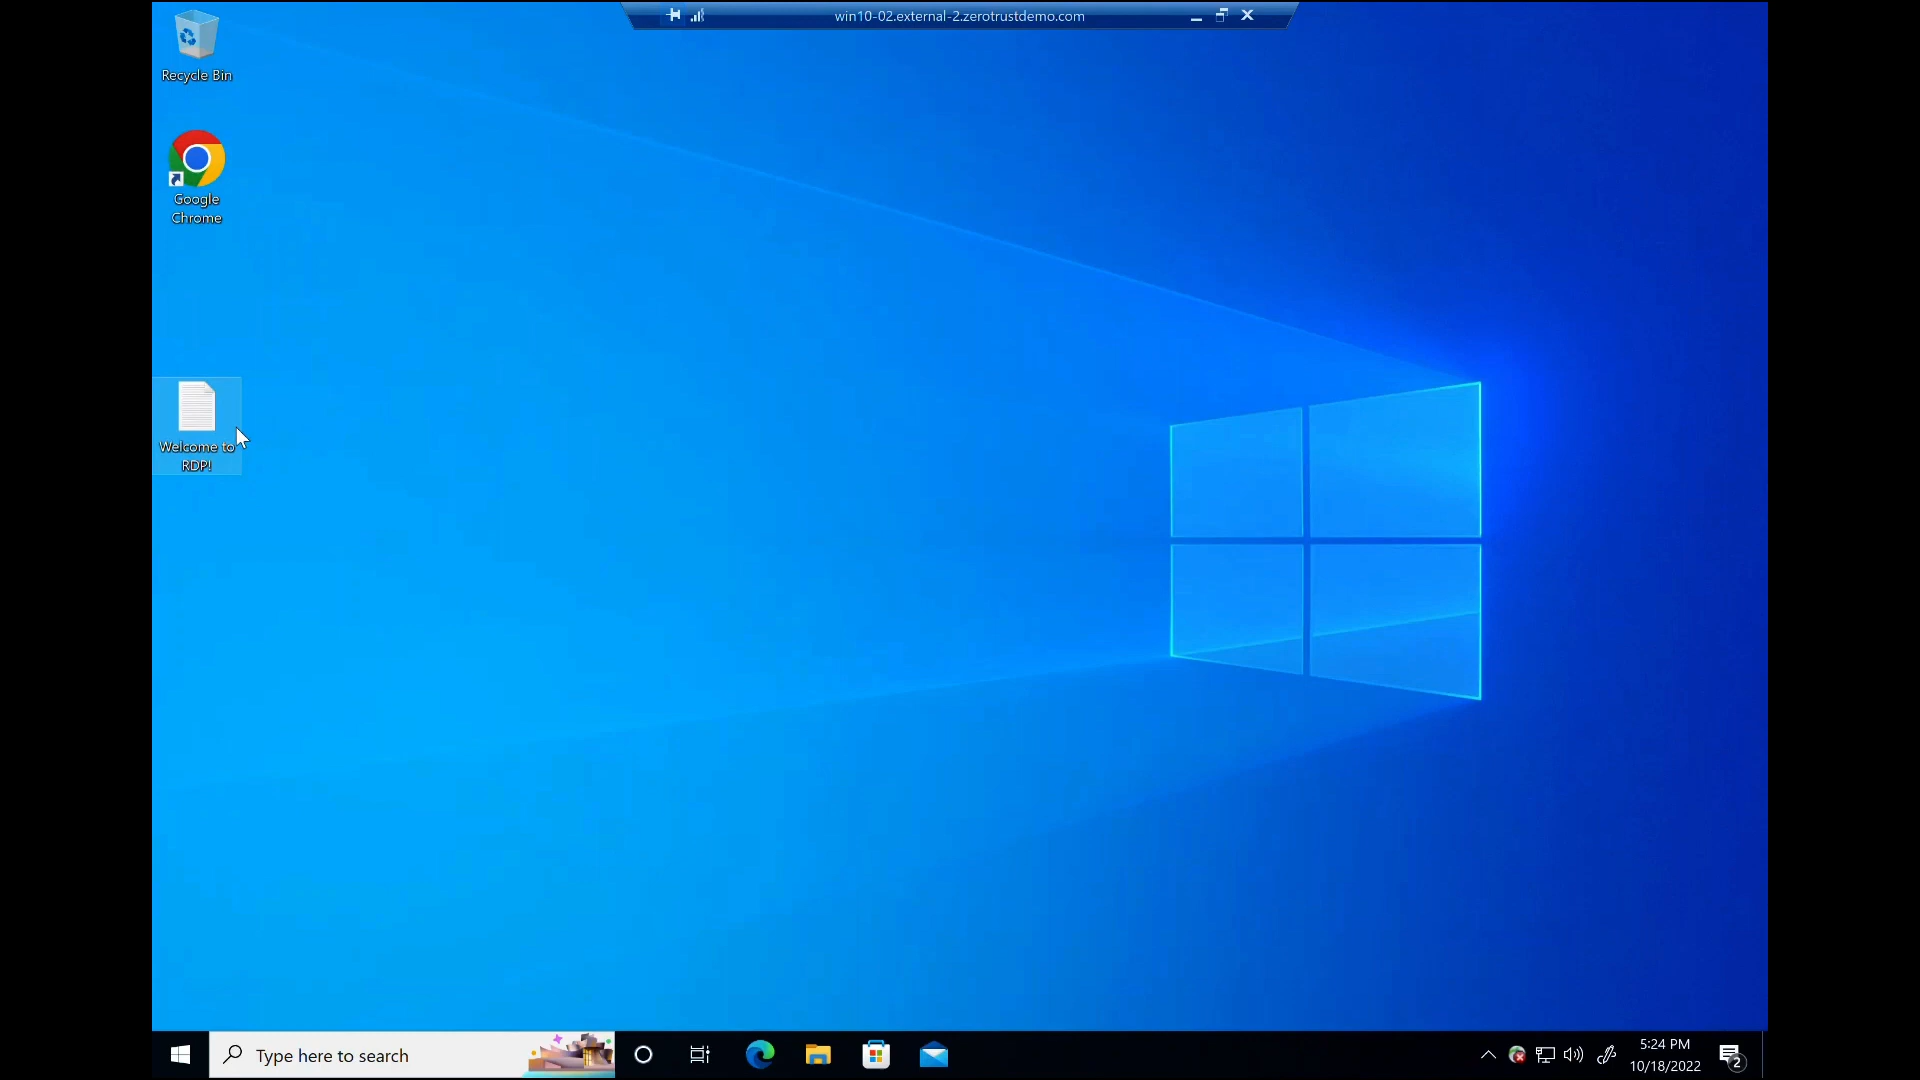 win10-02.external-2.zerotrustdemo.com
Recycle Bin
Google
Chrome
Welcome to
RDP!
Type here to search
5:24 PM
10/18/2022
2